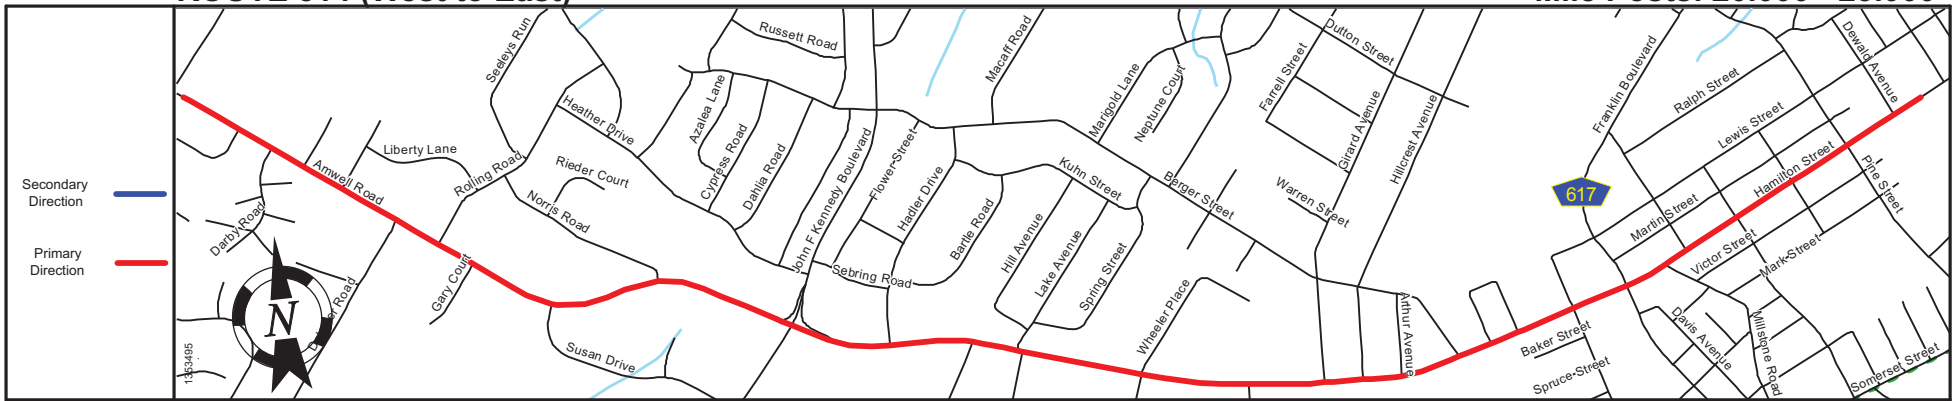 Secondary
Direction
Primary
Direction
Seeleys Run
Russett Road
Macaff Road
Dutton Street
Dewald Avenue
Farrell Street
Franklin Boulevard
Ralph Street
Marigold Lane
Neptune Court
Azalea Lane
Heather Drive
Girard Avenue
Hillcrest Avenue
Lewis Street
Liberty Lane
Cypress Road
Dahlia Road
John F Kennedy Boulevard
Flower Street
Hadler Drive
Kuhn Street
Berger Street
Warren Street
Hamilton Street
Pine Street
Amwell Road
Rolling Road
Rieder Court
Norris Road
617
Martin Street
Victor Street
Mark Street
Darby Road
Bartle Road
Hill Avenue
Lake Avenue
Spring Street
Sebring Road
Gary Court
Wheeler Place
Arthur Avenue
Baker Street
Spruce Street
Davis Avenue
Millstone Road
Somerset Street
Susan Drive
N
1353495